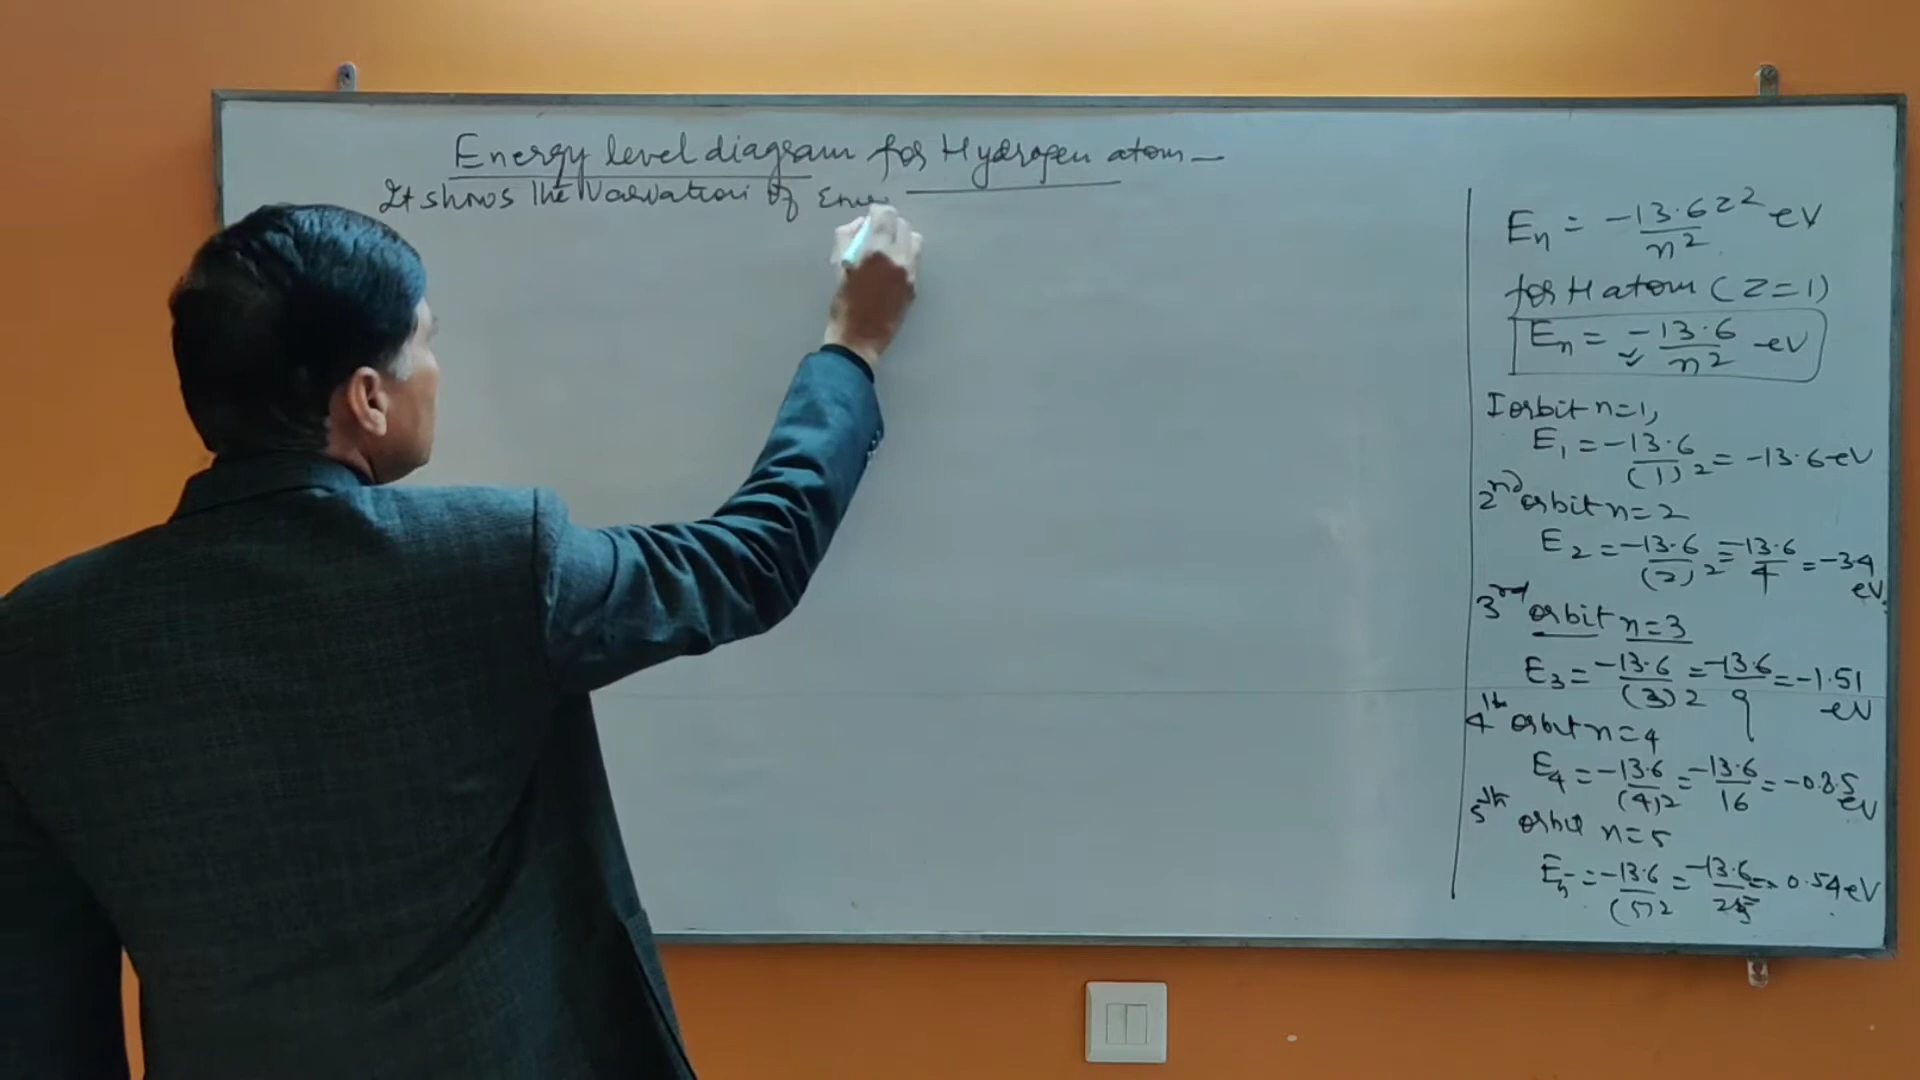 Energy level diagram for Hydrogen atom -
It shows the Variation of Ene
En = -13.6z²/n² eV
for H atom (Z=1)
En = -13.6/n² eV
I orbit n=1,
E1 = -13.6/(1)2 = -13.6 eV
2nd orbit n=2
E2 = -13.6/(2)2 = -13.6/4 = -3.4 eV.
3rd orbit n=3
E3 = -13.6/(3)2 = -13.6/9 = -1.51 eV
4th orbit n=4
E4 = -13.6/(4)2 = -13.6/16 = -0.85 eV
5th orbit n=5
E5 = -13.6/(5)2 = -13.6/25 = -0.54 eV